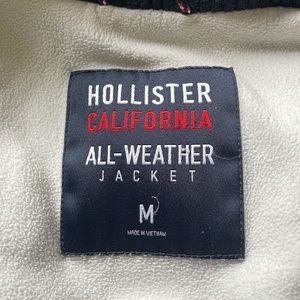 HOLLISTER
CALIFORNIA
ALL-WEATHER
JACKET
M
MADE IN VIETNAM